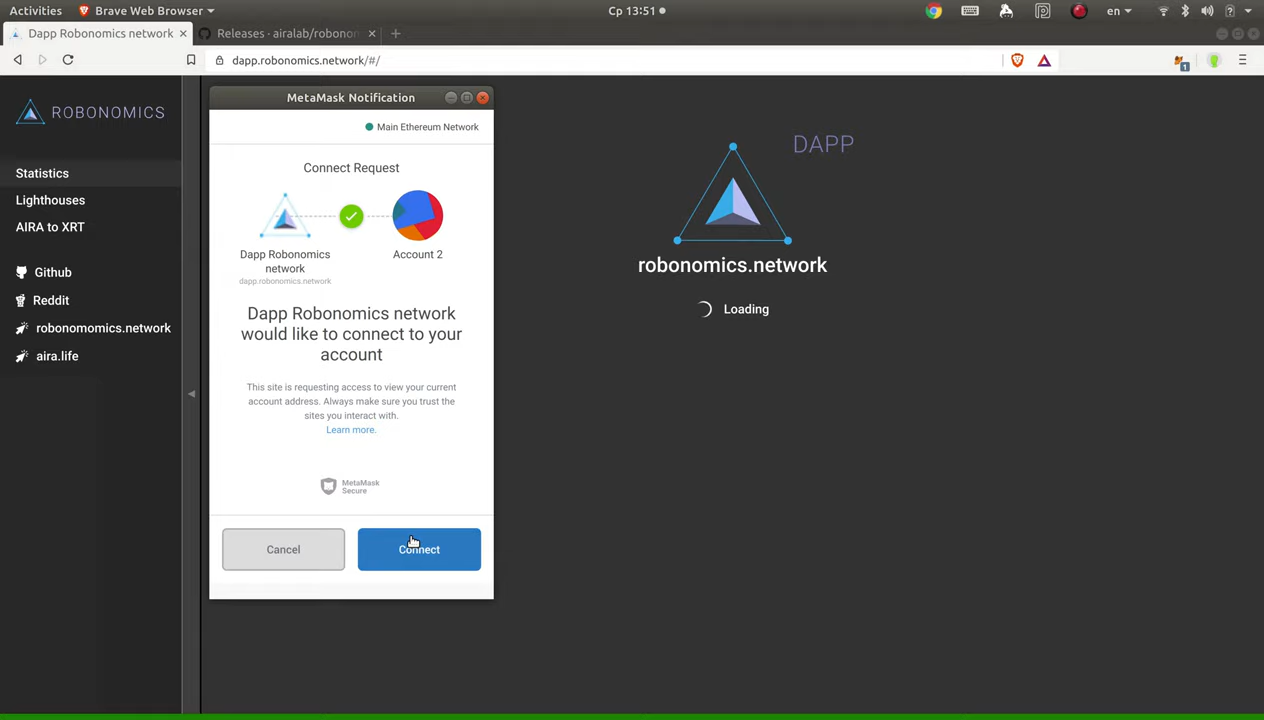 Activities
Brave Web Browser
Ср 13:51
en
Dapp Robonomics network
Releases · airalab/robono
dapp.robonomics.network/#/
1
ROBONOMICS
Statistics
Lighthouses
AIRA to XRT
Github
Reddit
robonomomics.network
aira.life
MetaMask Notification
Main Ethereum Network
Connect Request
Dapp Robonomics
network
dapp.robonomics.network
Account 2
Dapp Robonomics network
would like to connect to your
account
This site is requesting access to view your current
account address. Always make sure you trust the
sites you interact with.
Learn more.
MetaMask
Secure
Cancel
Connect
DAPP
robonomics.network
Loading